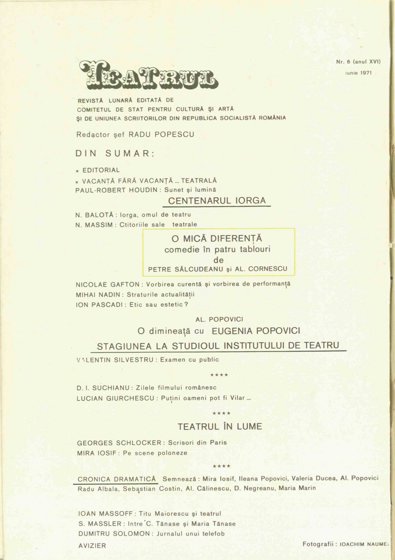 TEATRUL
Nr. 6 (anul XVI)
iunie 1971
REVISTĂ LUNARĂ EDITATĂ DE
COMITETUL DE STAT PENTRU CULTURĂ ŞI ARTĂ
ŞI DE UNIUNEA SCRIITORILOR DIN REPUBLICA SOCIALISTĂ ROMÂNIA
Redactor şef RADU POPESCU
DIN SUMAR:
★ EDITORIAL
★ VACANŢĂ FĂRĂ VACANŢĂ... TEATRALĂ
PAUL-ROBERT HOUDIN: Sunet şi lumină
CENTENARUL IORGA
N. BALOTĂ: Iorga, omul de teatru
N. MASSIM: Ctitoriile sale teatrale
O MICĂ DIFERENŢĂ
comedie în patru tablouri
de
PETRE SĂLCUDEANU şi AL. CORNESCU
NICOLAE GAFTON: Vorbirea curentă şi vorbirea de performanţă
MIHAI NADIN: Straturile actualităţii
ION PASCADI: Etic sau estetic?
AL. POPOVICI
O dimineaţă cu EUGENIA POPOVICI
STAGIUNEA LA STUDIOUL INSTITUTULUI DE TEATRU
VALENTIN SILVESTRU: Examen cu public
★★★★
D. I. SUCHIANU: Zilele filmului românesc
LUCIAN GIURCHESCU: Puţini oameni pot fi Vilar...
★★★★
TEATRUL ÎN LUME
GEORGES SCHLOCKER: Scrisori din Paris
MIRA IOSIF: Pe scene poloneze
★★★★
CRONICA DRAMATICĂ Semnează: Mira Iosif, Ileana Popovici, Valeria Ducea, Al. Popovici
Radu Albala, Sebastian Costin, Al. Călinescu, D. Negreanu, Maria Marin
IOAN MASSOFF: Titu Maiorescu şi teatrul
S. MASSLER: Intre C. Tănase şi Maria Tănase
DUMITRU SOLOMON: Jurnalul unui telefob
AVIZIER
Fotografii: IOACHIM NAUME